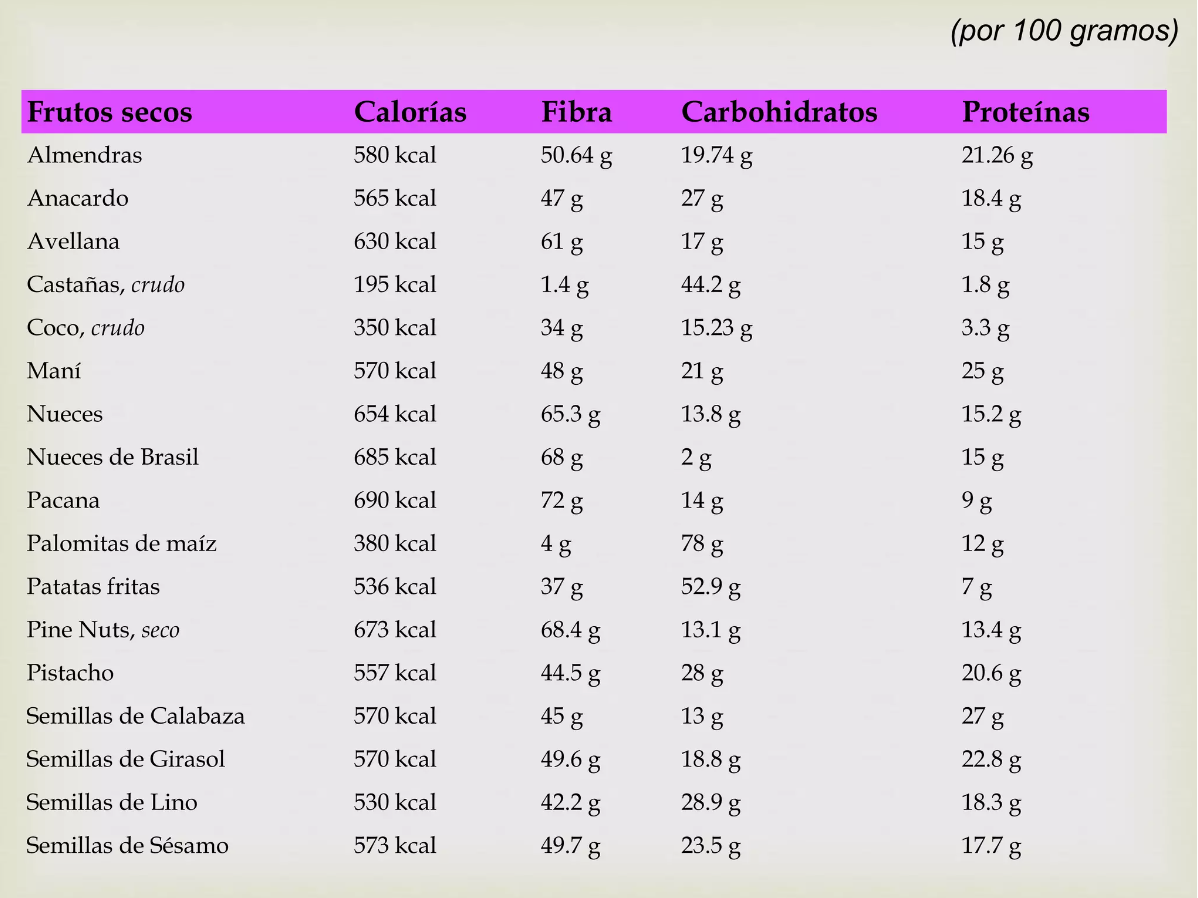 (por 100 gramos)
Frutos secos Calorías Fibra Carbohidratos Proteínas
Almendras 580 kcal 50.64 g 19.74 g 21.26 g
Anacardo 565 kcal 47 g 27 g 18.4 g
Avellana 630 kcal 61 g 17 g 15 g
Castañas, crudo 195 kcal 1.4 g 44.2 g 1.8 g
Coco, crudo 350 kcal 34 g 15.23 g 3.3 g
Maní 570 kcal 48 g 21 g 25 g
Nueces 654 kcal 65.3 g 13.8 g 15.2 g
Nueces de Brasil 685 kcal 68 g 2 g 15 g
Pacana 690 kcal 72 g 14 g 9 g
Palomitas de maíz 380 kcal 4 g 78 g 12 g
Patatas fritas 536 kcal 37 g 52.9 g 7 g
Pine Nuts, seco 673 kcal 68.4 g 13.1 g 13.4 g
Pistacho 557 kcal 44.5 g 28 g 20.6 g
Semillas de Calabaza 570 kcal 45 g 13 g 27 g
Semillas de Girasol 570 kcal 49.6 g 18.8 g 22.8 g
Semillas de Lino 530 kcal 42.2 g 28.9 g 18.3 g
Semillas de Sésamo 573 kcal 49.7 g 23.5 g 17.7 g